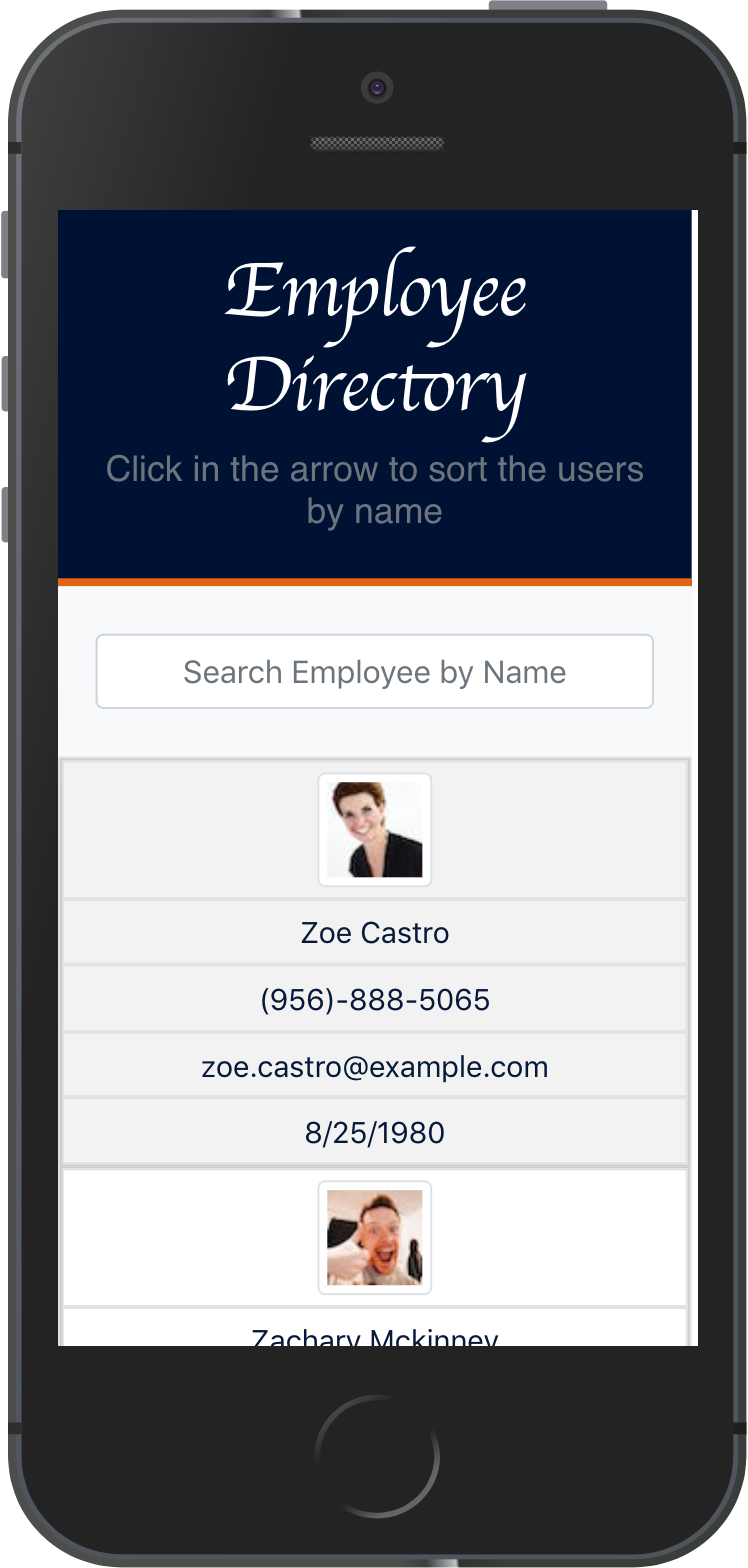 Employee
Directory
Click in the arrow to sort the users
by name
Search Employee by Name
Zoe Castro
(956)-888-5065
zoe.castro@example.com
8/25/1980
Zachary Mckinney